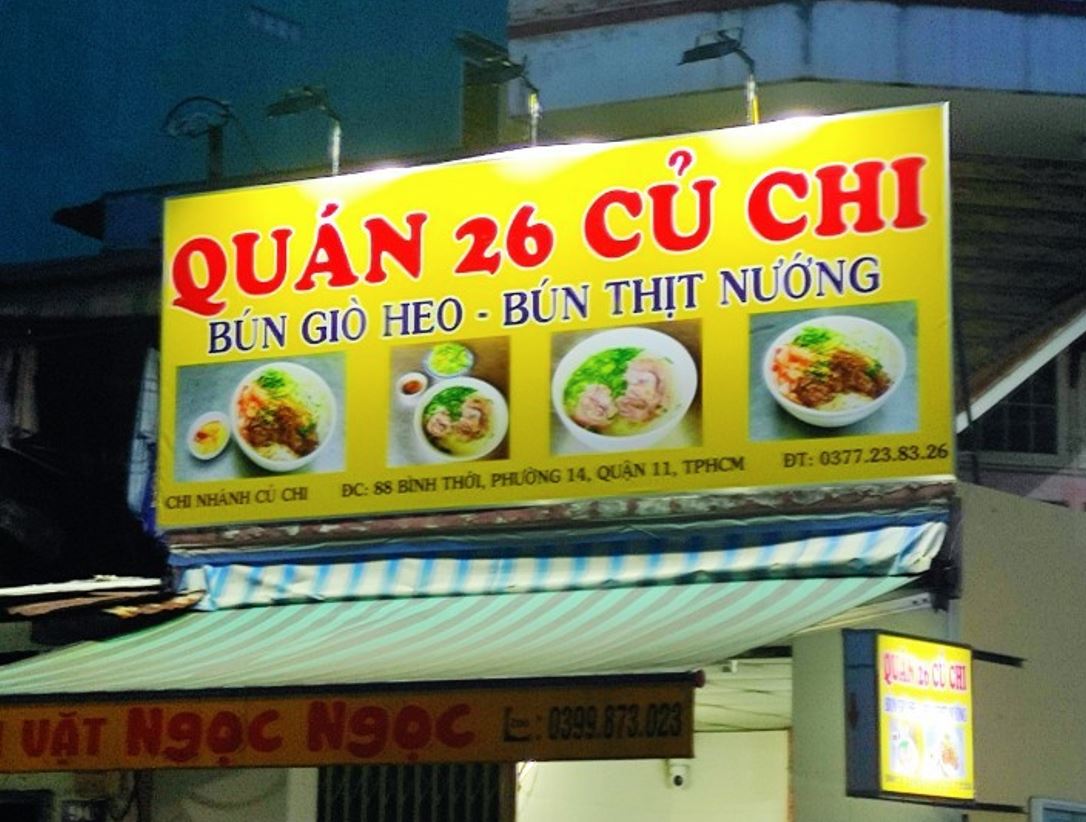 QUÁN 26 CỦ CHI
BÚN GIÒ HEO - BÚN THỊT NƯỚNG
CHI NHÁNH CỦ CHI
ĐC: 88 BÌNH THỚI, PHƯỜNG 14, QUẬN 11, TPHCM
ĐT: 0377.23.83.26
VẶT NGỌC NGỌC : 0399.873.023
QUÁN 26 CỦ CHI